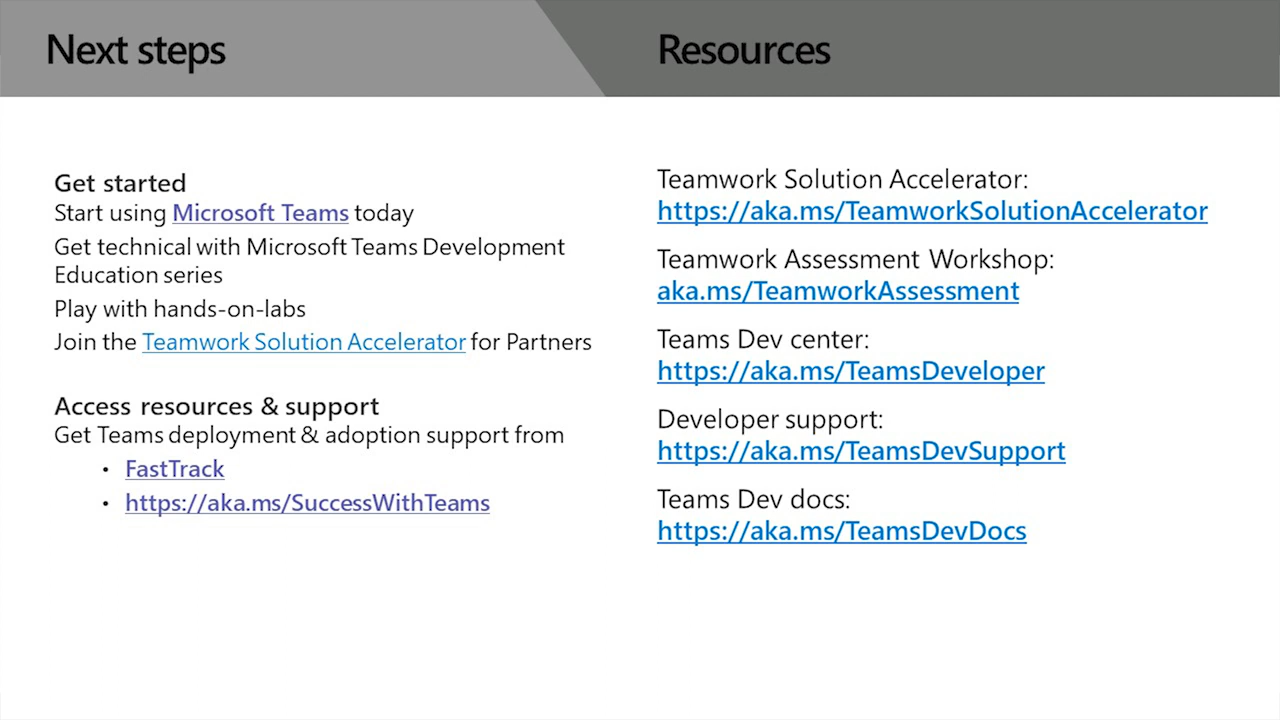 Next steps
Get started
Start using Microsoft Teams today
Get technical with Microsoft Teams Development
Education series
Play with hands-on-labs
Join the Teamwork Solution Accelerator for Partners
Access resources & support
Get Teams deployment & adoption support from
• FastTrack
• https://aka.ms/SuccessWithTeams
Resources
Teamwork Solution Accelerator:
https://aka.ms/TeamworkSolutionAccelerator
Teamwork Assessment Workshop:
aka.ms/TeamworkAssessment
Teams Dev center:
https://aka.ms/TeamsDeveloper
Developer support:
https://aka.ms/TeamsDevSupport
Teams Dev docs:
https://aka.ms/TeamsDevDocs